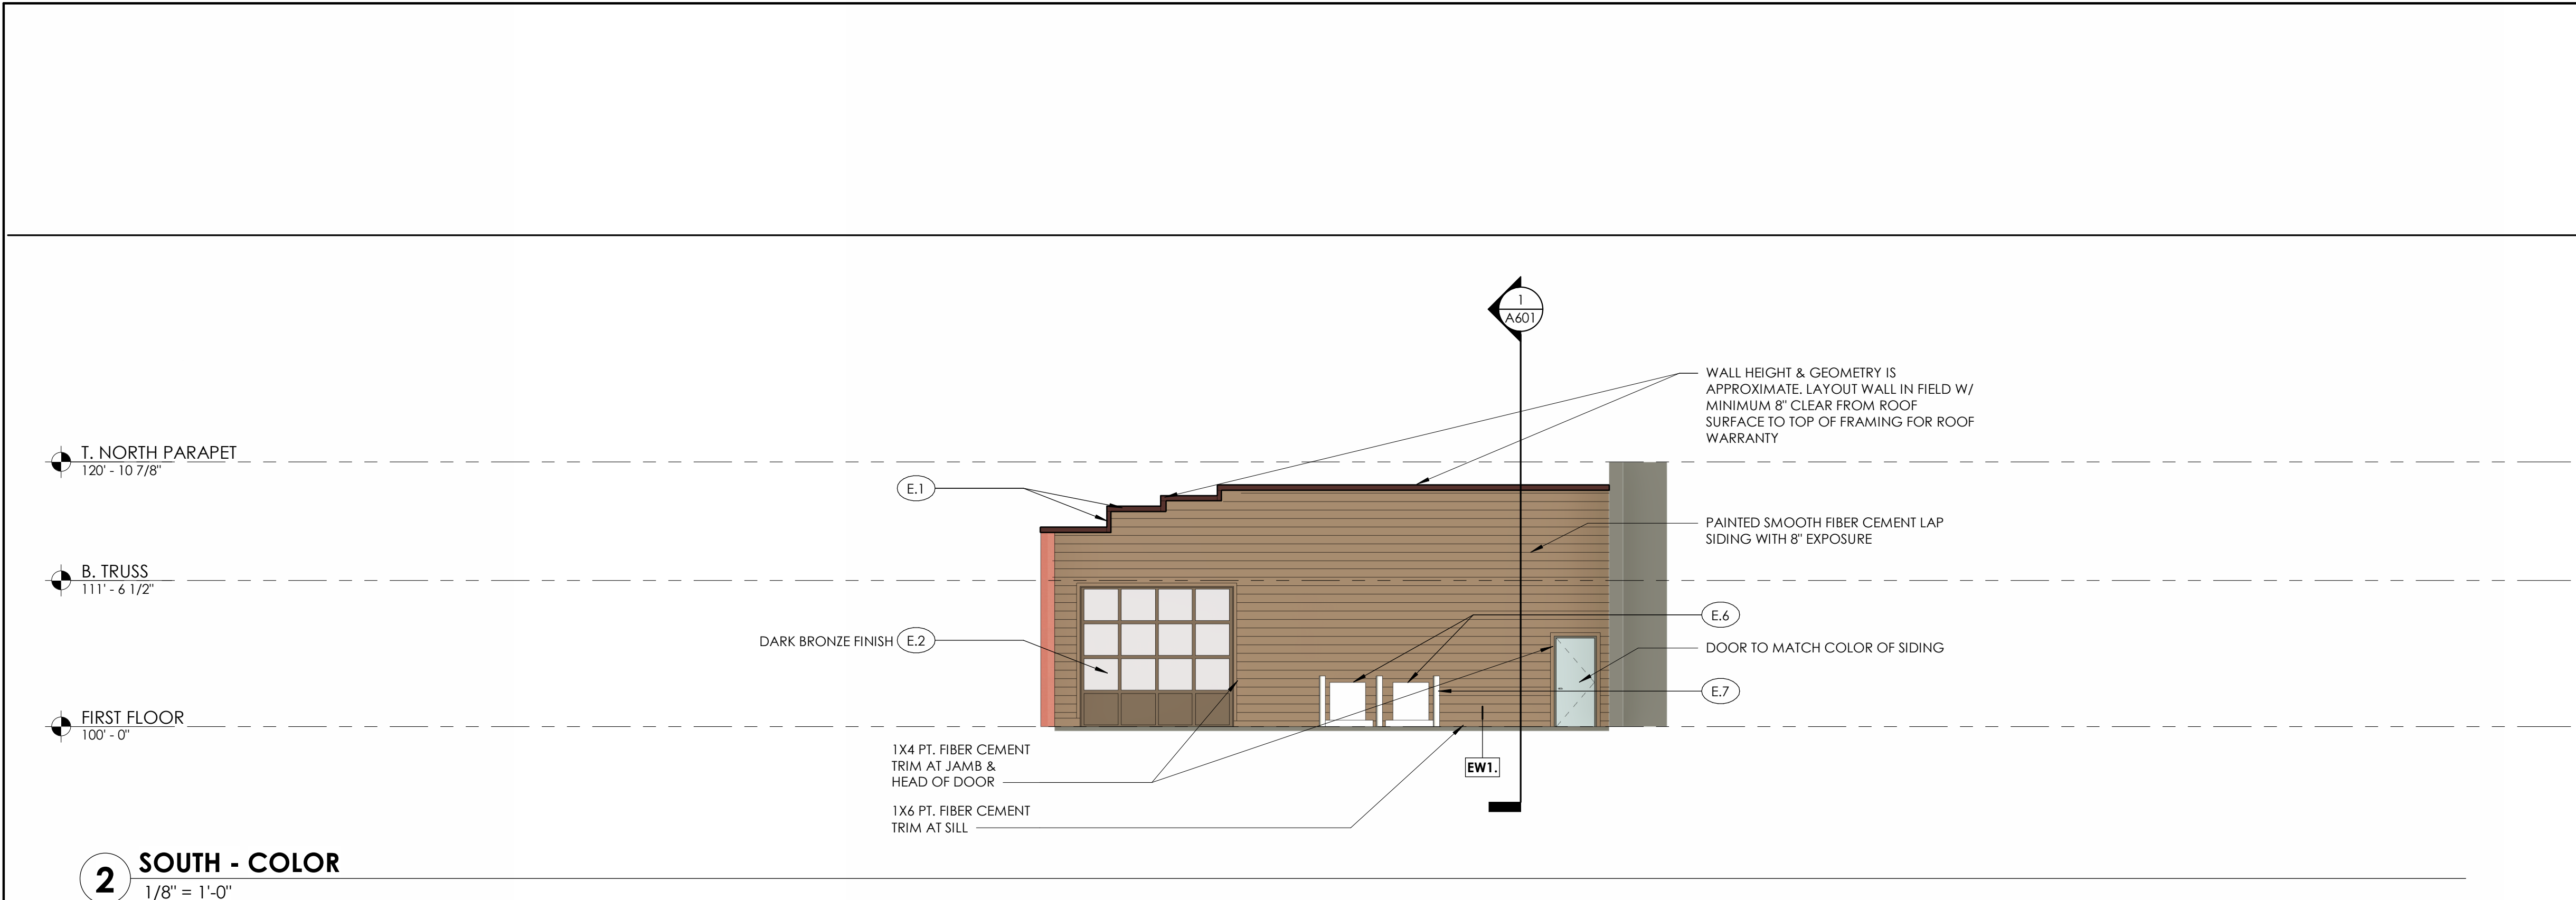 1
A601
WALL HEIGHT & GEOMETRY IS
APPROXIMATE. LAYOUT WALL IN FIELD W/
MINIMUM 8" CLEAR FROM ROOF
SURFACE TO TOP OF FRAMING FOR ROOF
WARRANTY
T. NORTH PARAPET
120' - 10 7/8"
E.1
PAINTED SMOOTH FIBER CEMENT LAP
SIDING WITH 8" EXPOSURE
B. TRUSS
111' - 6 1/2"
E.6
DARK BRONZE FINISH E.2
DOOR TO MATCH COLOR OF SIDING
E.7
FIRST FLOOR
100' - 0"
1X4 PT. FIBER CEMENT
TRIM AT JAMB &
HEAD OF DOOR
EW1.
1X6 PT. FIBER CEMENT
TRIM AT SILL
2 SOUTH - COLOR
1/8" = 1'-0"